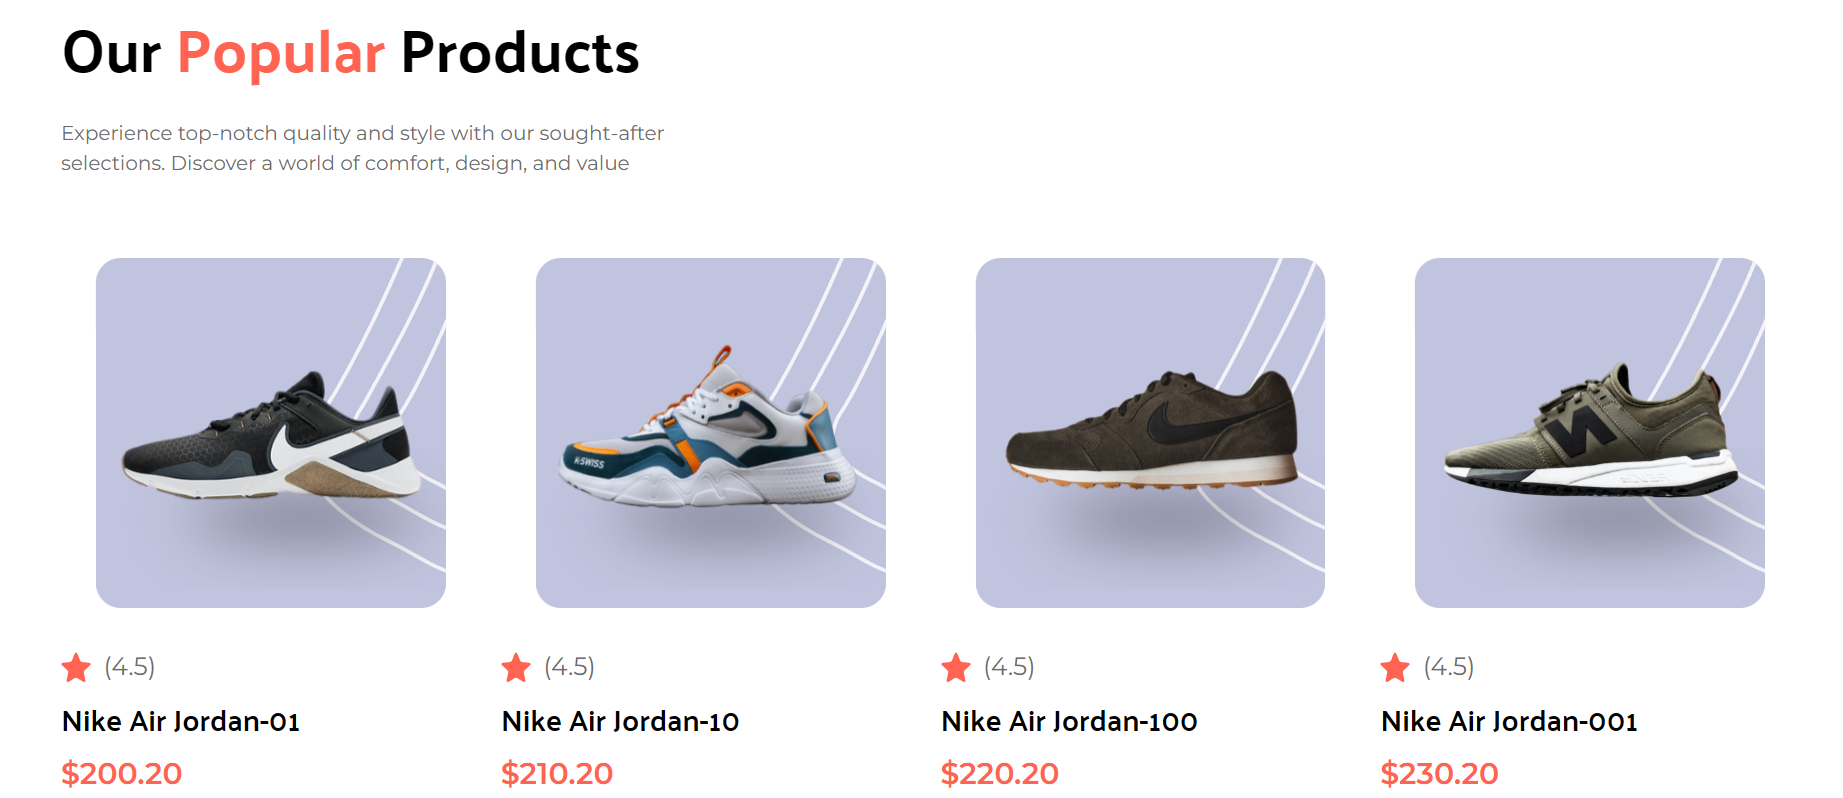 Our Popular Products
Experience top-notch quality and style with our sought-after
selections. Discover a world of comfort, design, and value
K-SWISS
(4.5)
Nike Air Jordan-01
$200.20
(4.5)
Nike Air Jordan-10
$210.20
(4.5)
Nike Air Jordan-100
$220.20
(4.5)
Nike Air Jordan-001
$230.20